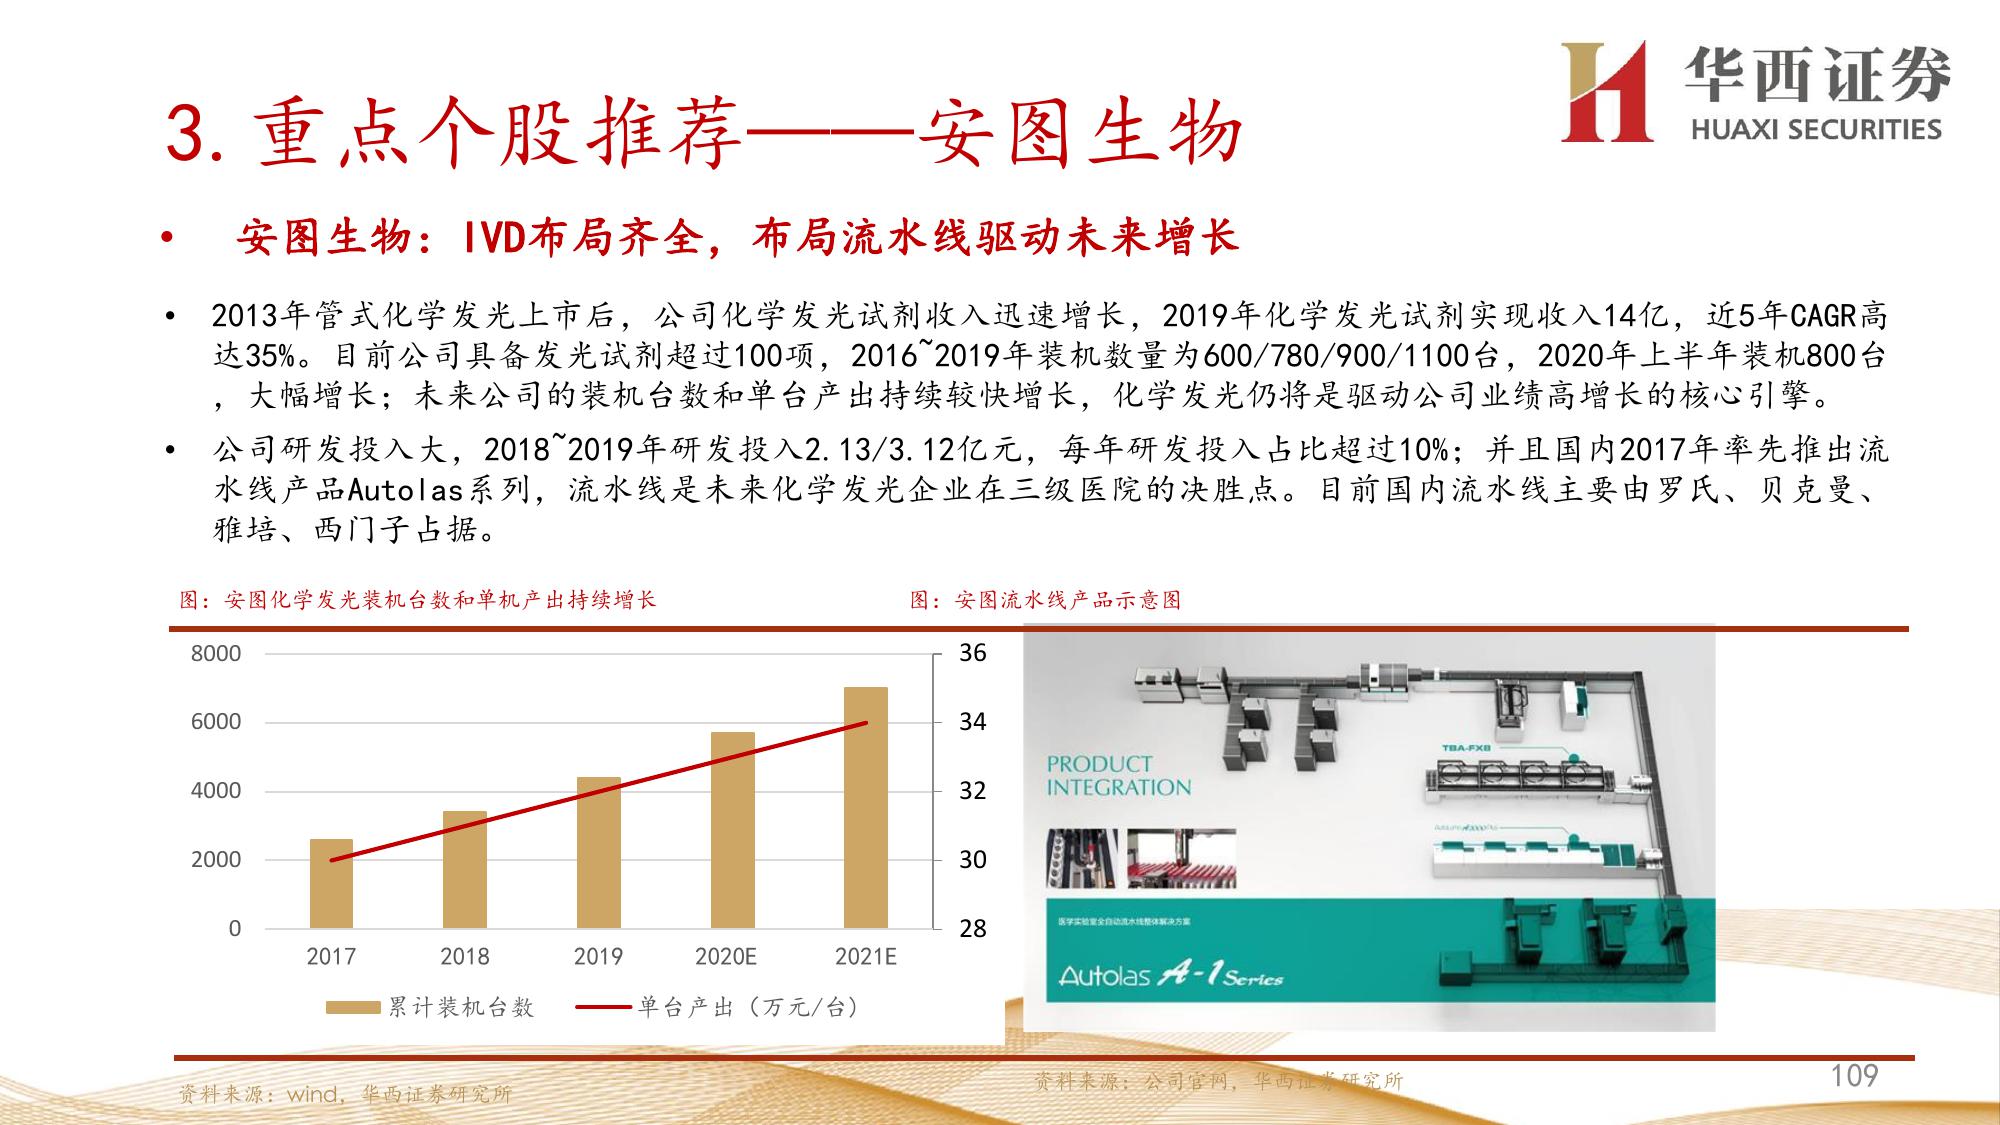 华西证券
HUAXI SECURITIES
3. 重点个股推荐——安图生物
• 安图生物：IVD布局齐全，布局流水线驱动未来增长
• 2013年管式化学发光上市后，公司化学发光试剂收入迅速增长，2019年化学发光试剂实现收入14亿，近5年CAGR高
达35%。目前公司具备发光试剂超过100项，2016~2019年装机数量为600/780/900/1100台，2020年上半年装机800台
，大幅增长；未来公司的装机台数和单台产出持续较快增长，化学发光仍将是驱动公司业绩高增长的核心引擎。
• 公司研发投入大，2018~2019年研发投入2.13/3.12亿元，每年研发投入占比超过10%；并且国内2017年率先推出流
水线产品Autolas系列，流水线是未来化学发光企业在三级医院的决胜点。目前国内流水线主要由罗氏、贝克曼、
雅培、西门子占据。
图：安图化学发光装机台数和单机产出持续增长
8000
6000
4000
2000
0
36
34
32
30
28
2017 2018 2019 2020E 2021E
累计装机台数 单台产出（万元/台）
资料来源：wind，华西证券研究所
图：安图流水线产品示意图
PRODUCT
INTEGRATION
TBA-FX8
医学实验室全自动流水线整体解决方案
Autolas A-1 Series
资料来源：公司官网，华西证券研究所
109